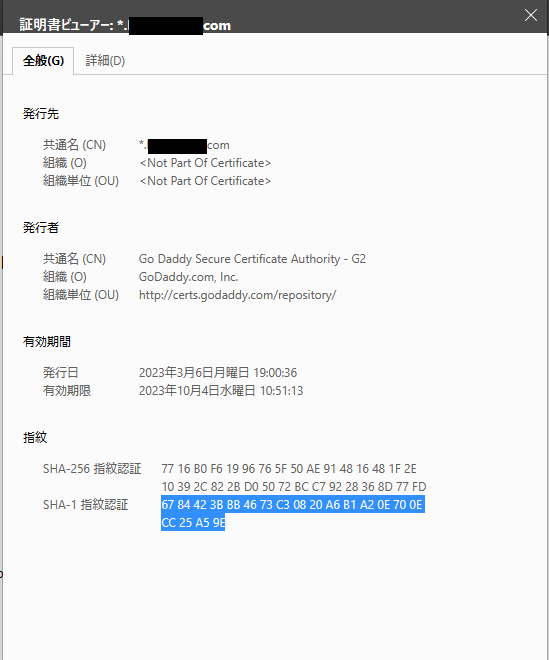 証明書ビューアー: *.l com
全般(G) 詳細(D)
発行先
共通名 (CN) *.l com
組織 (O) <Not Part Of Certificate>
組織単位 (OU) <Not Part Of Certificate>
発行者
共通名 (CN) Go Daddy Secure Certificate Authority - G2
組織 (O) GoDaddy.com, Inc.
組織単位 (OU) http://certs.godaddy.com/repository/
有効期間
発行日 2023年3月6日月曜日 19:00:36
有効期限 2023年10月4日水曜日 10:51:13
指紋
SHA-256 指紋認証 77 16 B0 F6 19 96 76 5F 50 AE 91 48 16 48 1F 2E
10 39 2C 82 2B D0 50 72 BC C7 92 28 36 8D 77 FD
SHA-1 指紋認証 67 84 42 3B BB 46 73 C3 08 20 A6 B1 A2 0E 70 0E
CC 25 A5 9E